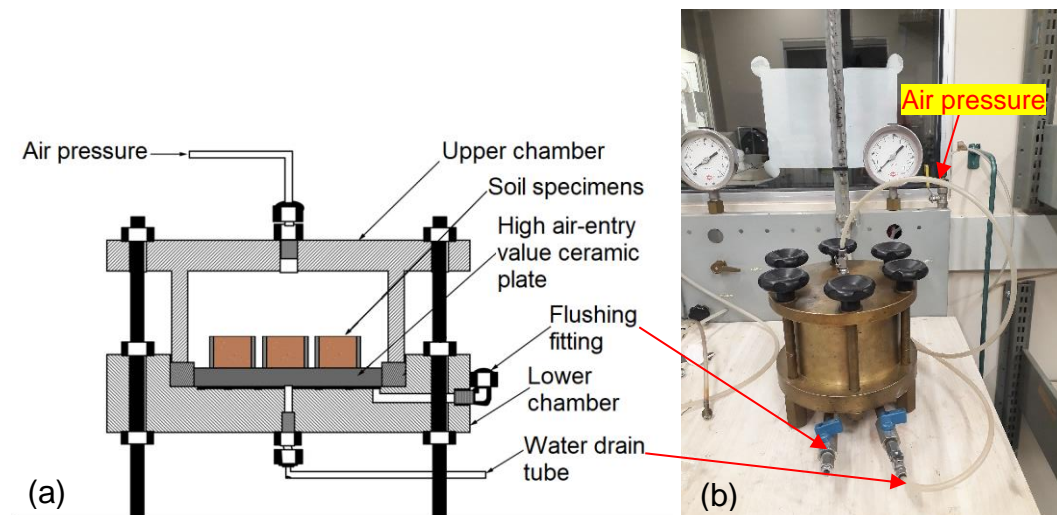 Air pressure
Upper chamber
Soil specimens
High air-entry
value ceramic
plate
Flushing
fitting
Lower
chamber
Water drain
tube
(a)
Air pressure
(b)